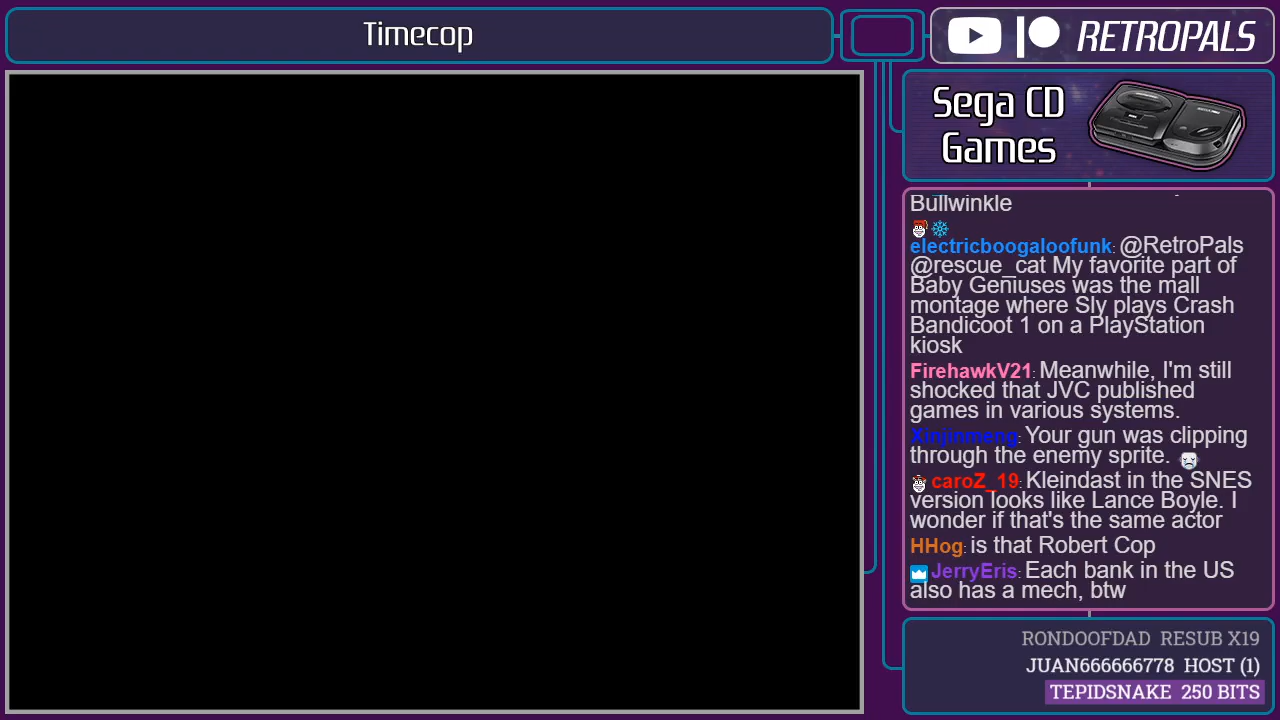 Timecop
RETROPALS
Sega CD
Games
Bullwinkle
electricboogaloofunk: @RetroPals
@rescue_cat My favorite part of
Baby Geniuses was the mall
montage where Sly plays Crash
Bandicoot 1 on a PlayStation
kiosk
FirehawkV21: Meanwhile, I'm still
shocked that JVC published
games in various systems.
Xinjinmeng: Your gun was clipping
through the enemy sprite.
caroZ_19: Kleindast in the SNES
version looks like Lance Boyle. I
wonder if that's the same actor
HHog: is that Robert Cop
JerryEris: Each bank in the US
also has a mech, btw
RONDOOFDAD RESUB X19
JUAN666666778 HOST (1)
TEPIDSNAKE 250 BITS